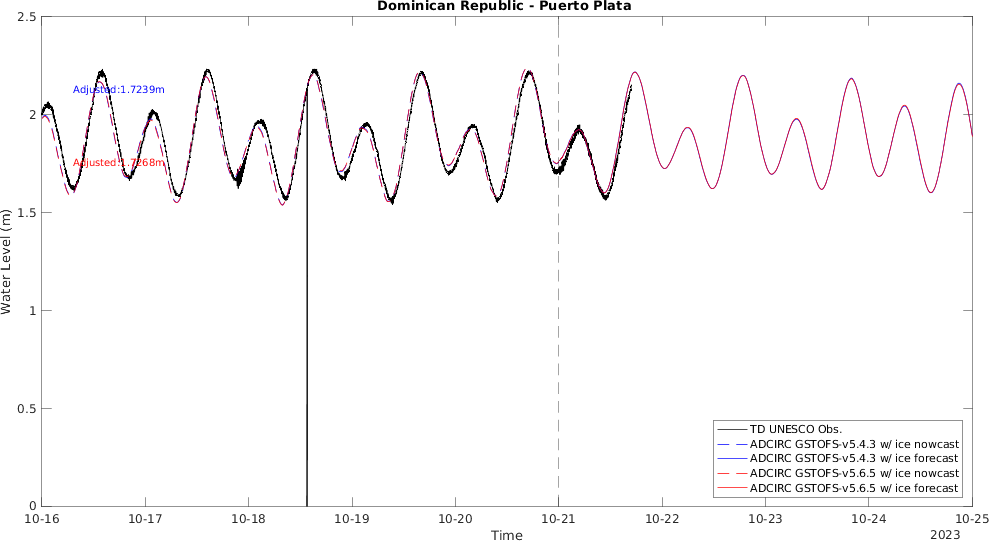 Dominican Republic - Puerto Plata
2.5
2
1.5
1
0.5
0
Water Level (m)
Adjusted:1.7239m
Adjusted:1.7268m
TD UNESCO Obs.
ADCIRC GSTOFS-v5.4.3 w/ ice nowcast
ADCIRC GSTOFS-v5.4.3 w/ ice forecast
ADCIRC GSTOFS-v5.6.5 w/ ice nowcast
ADCIRC GSTOFS-v5.6.5 w/ ice forecast
10-16 10-17 10-18 10-19 10-20 10-21 10-22 10-23 10-24 10-25
Time
2023